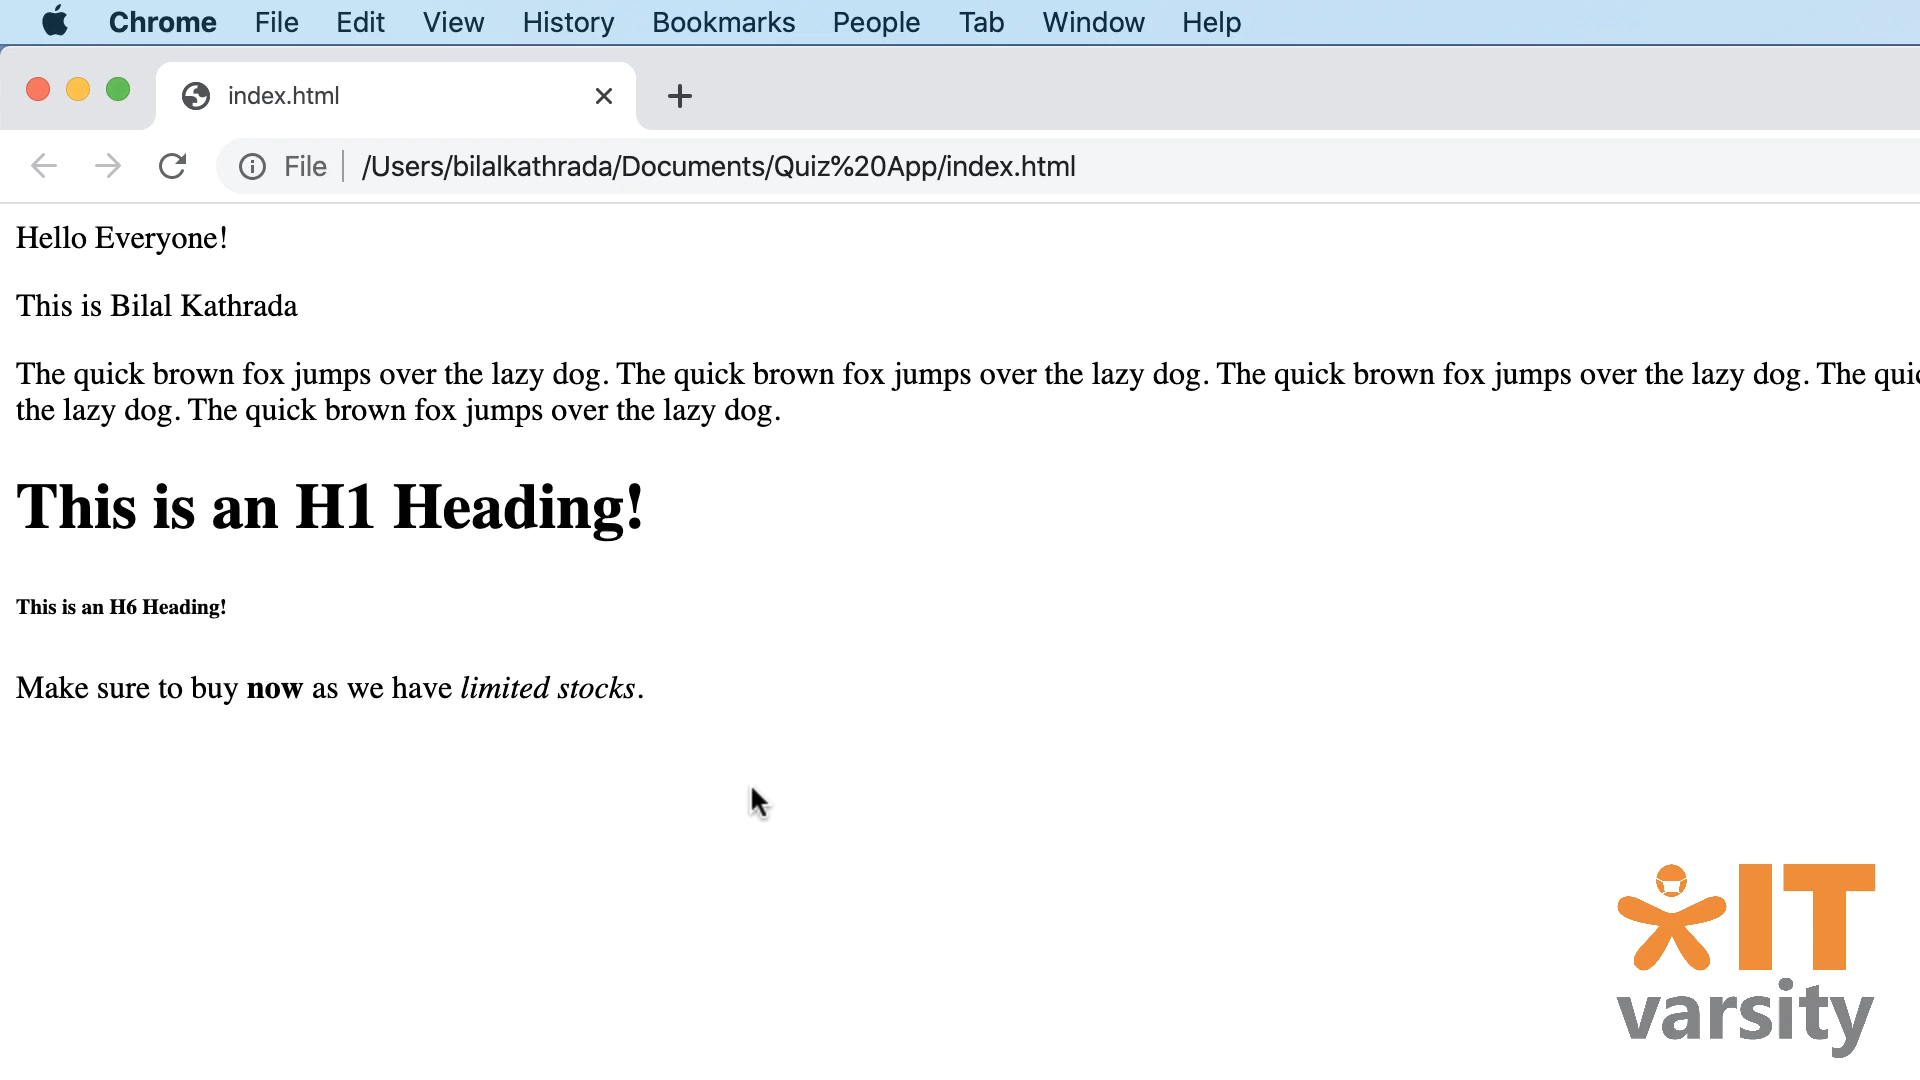 Chrome File Edit View History Bookmarks People Tab Window Help
index.html
File /Users/bilalkathrada/Documents/Quiz%20App/index.html
Hello Everyone!
This is Bilal Kathrada
The quick brown fox jumps over the lazy dog. The quick brown fox jumps over the lazy dog. The quick brown fox jumps over the lazy dog. The
the lazy dog. The quick brown fox jumps over the lazy dog.
This is an H1 Heading!
This is an H6 Heading!
Make sure to buy now as we have limited stocks.
IT
varsity